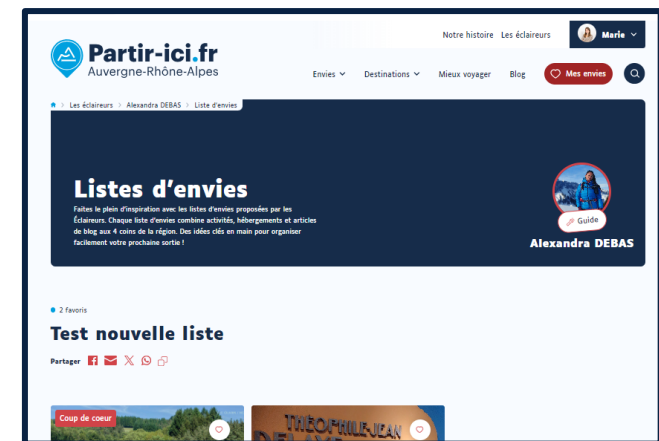 Notre histoire Les éclaireurs Marie
Partir-ici.fr
Auvergne-Rhône-Alpes
Envies Destinations Mieux voyager Blog Mes envies
> Les éclaireurs > Alexandra DEBAS > Liste d'envies
Listes d'envies
Faites le plein d'inspiration avec les listes d'envies proposées par les
Éclaireurs. Chaque liste d'envies combine activités, hébergements et articles
de blog aux 4 coins de la région. Des idées clés en main pour organiser
facilement votre prochaine sortie !
Guide
Alexandra DEBAS
2 favoris
Test nouvelle liste
Partager
Coup de coeur
THÉOPHILE-JEAN